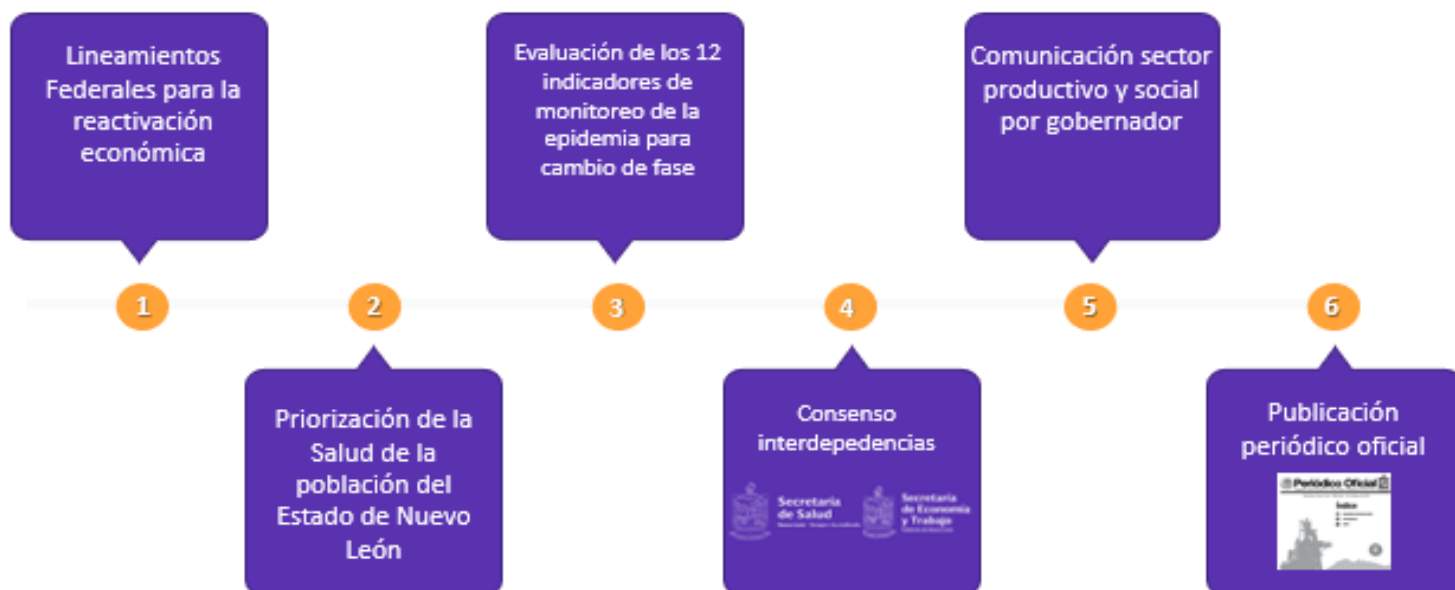 Lineamientos
Federales para la
reactivación
económica
1
2
Priorización de la
Salud de la
población del
Estado de Nuevo
León
Evaluación de los 12
indicadores de
monitoreo de la
epidemia para
cambio de fase
3
4
Consenso
interdepedencias
Secretaría
de Salud
Secretaría
de Economía
y Trabajo
Comunicación sector
productivo y social
por gobernador
5
6
Publicación
periódico oficial
Periódico Oficial
Índice